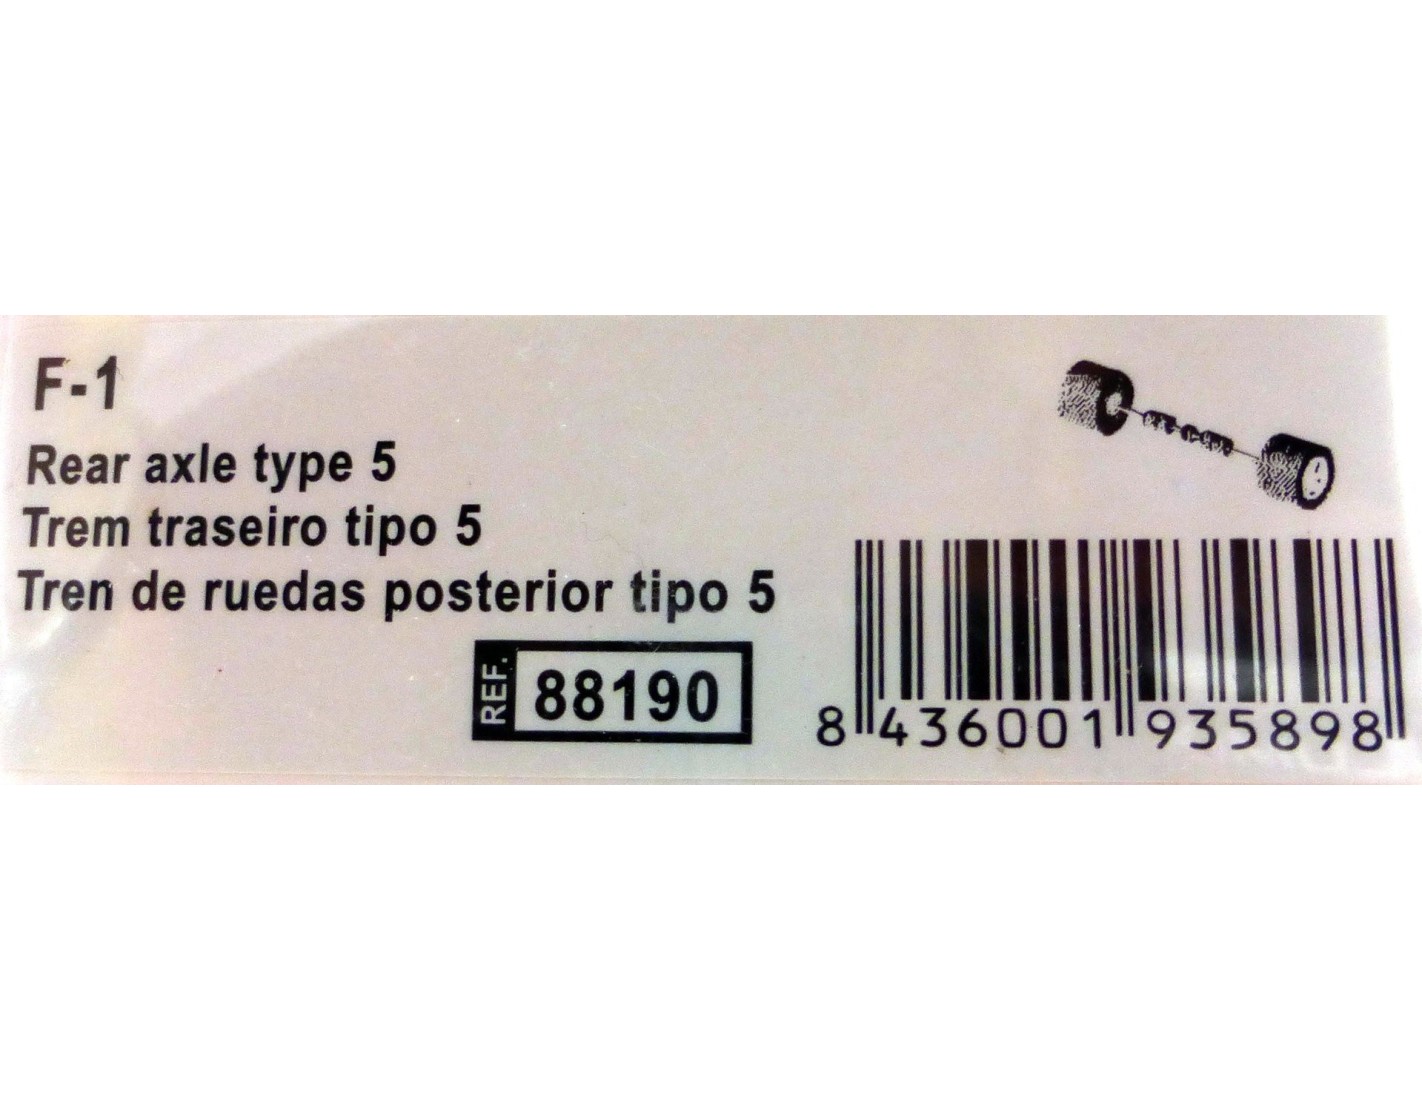 F-1
Rear axle type 5
Trem traseiro tipo 5
Tren de ruedas posterior tipo 5
REF. 88190
8 436001 935898